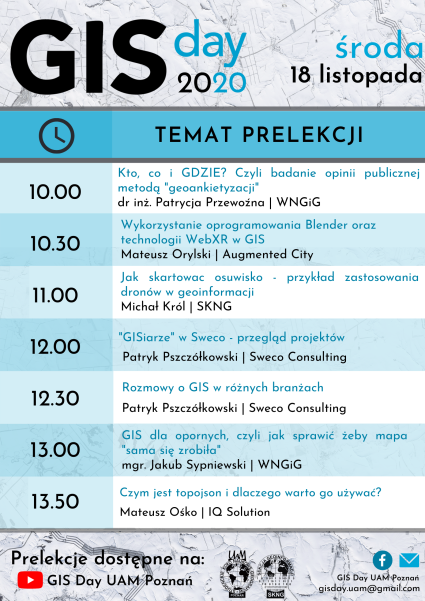 GIS day
2020
środa
18 listopada
TEMAT PRELEKCJI
10.00
Kto, co i GDZIE? Czyli badanie opinii publicznej
metodą "geoankietyzacji"
dr inż. Patrycja Przewoźna | WNGiG
10.30
Wykorzystanie oprogramowania Blender oraz
technologii WebXR w GIS
Mateusz Orylski | Augmented City
11.00
Jak skartowac osuwisko - przykład zastosowania
dronów w geoinformacji
Michał Król | SKNG
12.00
"GISiarze" w Sweco - przegląd projektów
Patryk Pszczółkowski | Sweco Consulting
12.30
Rozmowy o GIS w różnych branżach
Patryk Pszczółkowski | Sweco Consulting
13.00
GIS dla opornych, czyli jak sprawić żeby mapa
"sama się zrobiła"
mgr. Jakub Sypniewski | WNGiG
13.50
Czym jest topojson i dlaczego warto go używać?
Mateusz Ośko | IQ Solution
Prelekcje dostępne na:
GIS Day UAM Poznań
UAM
SKNG
GIS Day UAM Poznań
gisday.uam@gmail.com